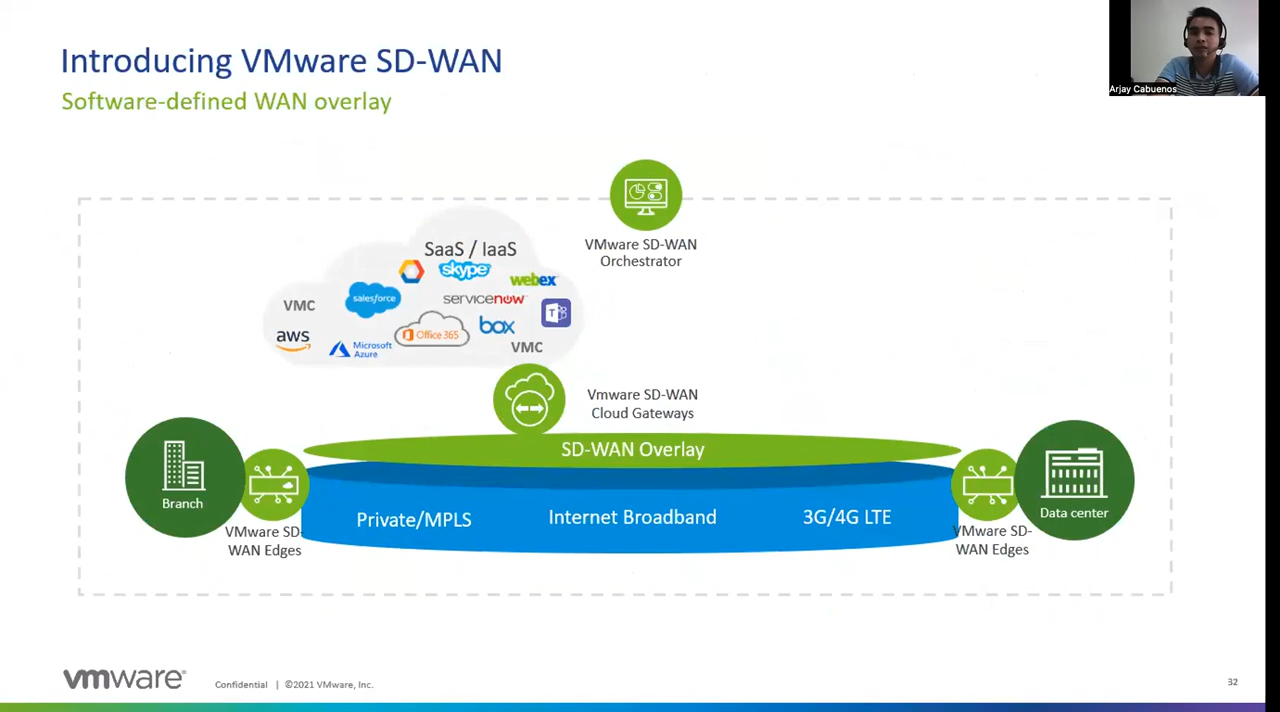 Introducing VMware SD-WAN
Software-defined WAN overlay
Arjay Cabuenos
VMware SD-WAN
Orchestrator
SaaS / IaaS
skype
webex
salesforce
servicenow
VMC
aws
Office 365
box
T
Microsoft
Azure
VMC
Vmware SD-WAN
Cloud Gateways
SD-WAN Overlay
Branch
VMware SD-
WAN Edges
Private/MPLS
Internet Broadband
3G/4G LTE
VMware SD-
WAN Edges
Data center
vmware®
Confidential | ©2021 VMware, Inc.
32